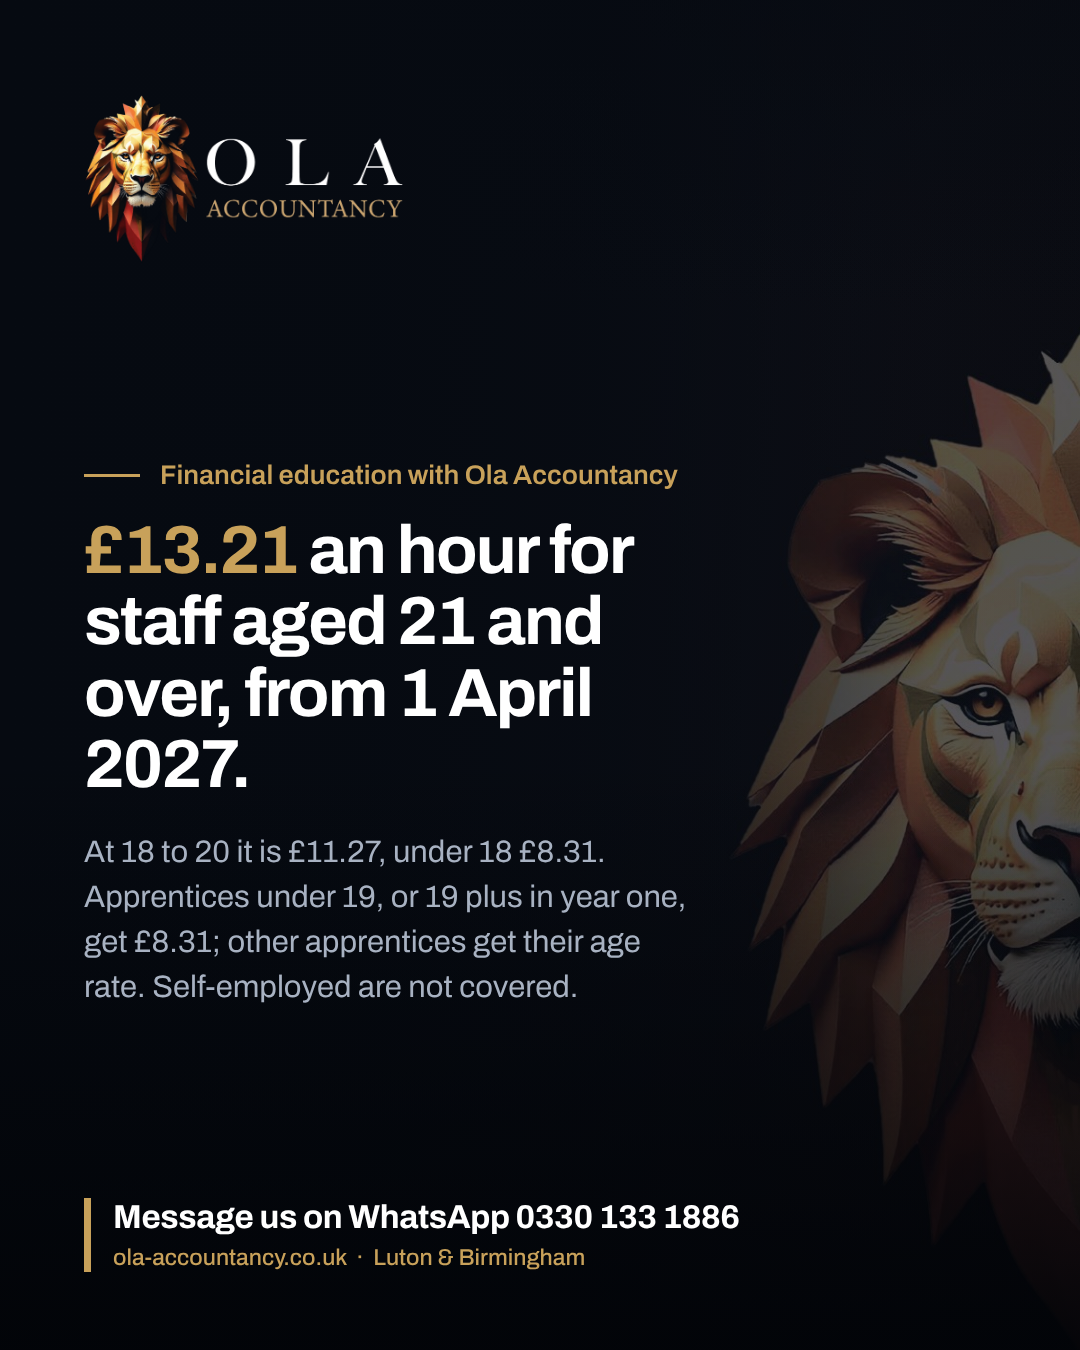 OLA
ACCOUNTANCY
Financial education with Ola Accountancy
£13.21 an hour for
staff aged 21 and
over, from 1 April
2027.
At 18 to 20 it is £11.27, under 18 £8.31.
Apprentices under 19, or 19 plus in year one,
get £8.31; other apprentices get their age
rate. Self-employed are not covered.
Message us on WhatsApp 0330 133 1886
ola-accountancy.co.uk · Luton & Birmingham